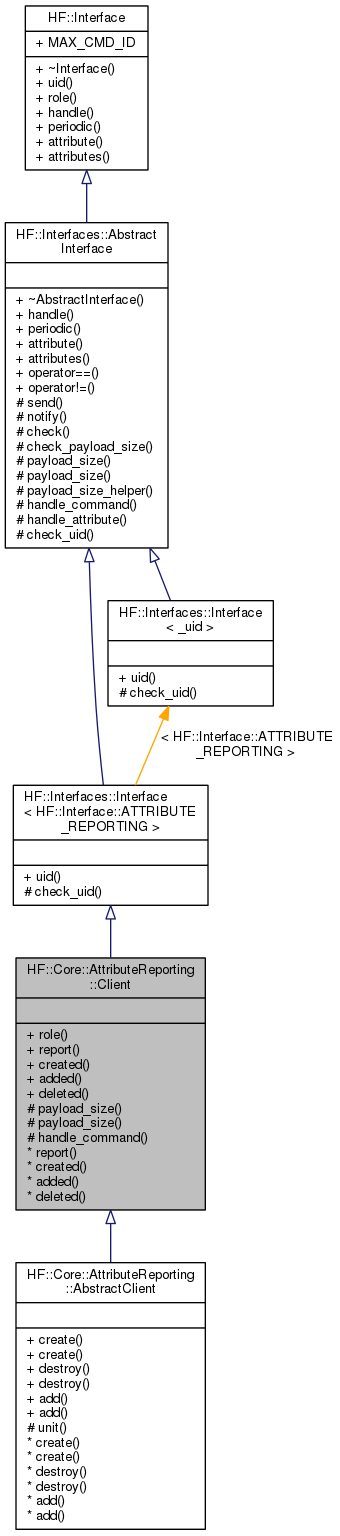 HF::Interface
+ MAX_CMD_ID
+ ~Interface()
+ uid()
+ role()
+ handle()
+ periodic()
+ attribute()
+ attributes()
HF::Interfaces::Abstract
Interface
+ ~AbstractInterface()
+ handle()
+ periodic()
+ attribute()
+ attributes()
+ operator==()
+ operator!=()
# send()
# notify()
# check()
# check_payload_size()
# payload_size()
# payload_size()
# payload_size_helper()
# handle_command()
# handle_attribute()
# check_uid()
HF::Interfaces::Interface
< _uid >
+ uid()
# check_uid()
< HF::Interface::ATTRIBUTE
_REPORTING >
HF::Interfaces::Interface
< HF::Interface::ATTRIBUTE
_REPORTING >
+ uid()
# check_uid()
HF::Core::AttributeReporting
::Client
+ role()
+ report()
+ created()
+ added()
+ deleted()
# payload_size()
# payload_size()
# handle_command()
* report()
* created()
* added()
* deleted()
HF::Core::AttributeReporting
::AbstractClient
+ create()
+ create()
+ destroy()
+ destroy()
+ add()
+ add()
# unit()
* create()
* create()
* destroy()
* destroy()
* add()
* add()